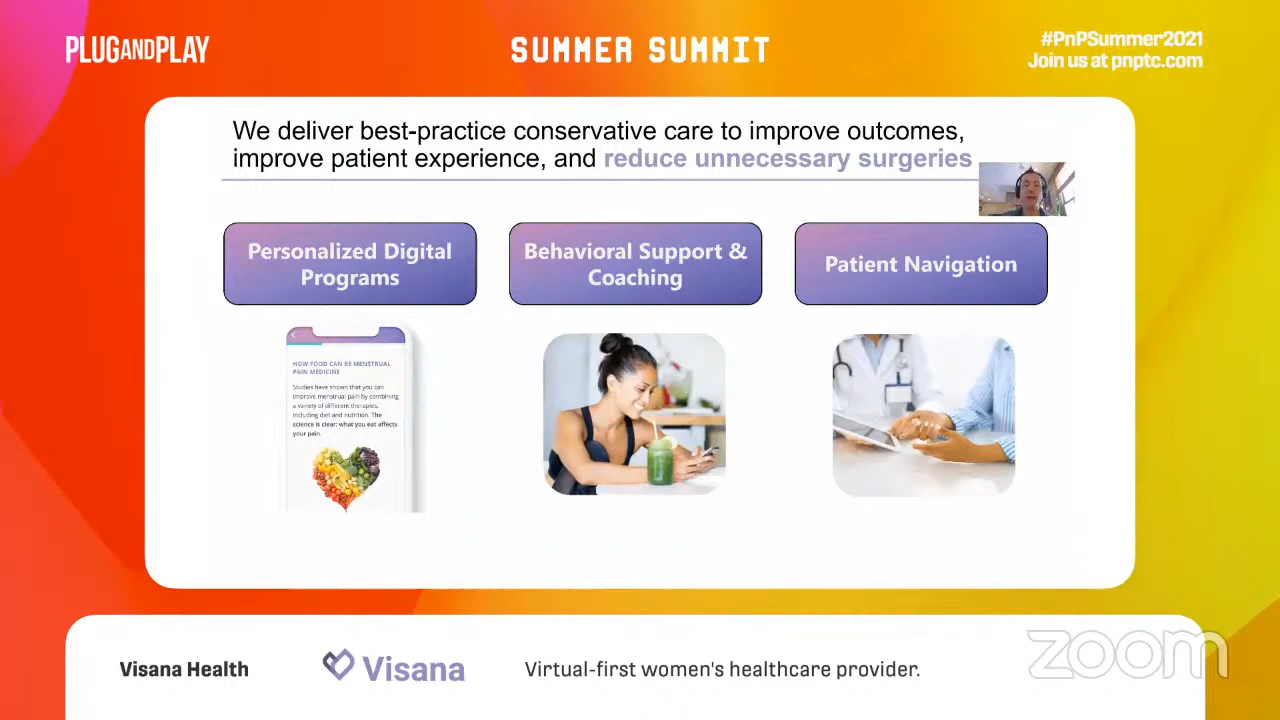 PLUGANDPLAY
SUMMER SUMMIT
#PnPSummer2021
Join us at pnptc.com
We deliver best-practice conservative care to improve outcomes,
improve patient experience, and reduce unnecessary surgeries
Personalized Digital
Programs
Behavioral Support &
Coaching
Patient Navigation
HOW FOOD CAN BE MENSTRUAL
PAIN MEDICINE
Studies have shown that you can
improve menstrual pain by combining
a variety of different therapies,
including diet and nutrition. The
science is clear: what you eat affects
your pain.
Visana Health
Visana
Virtual-first women's healthcare provider.
zoom